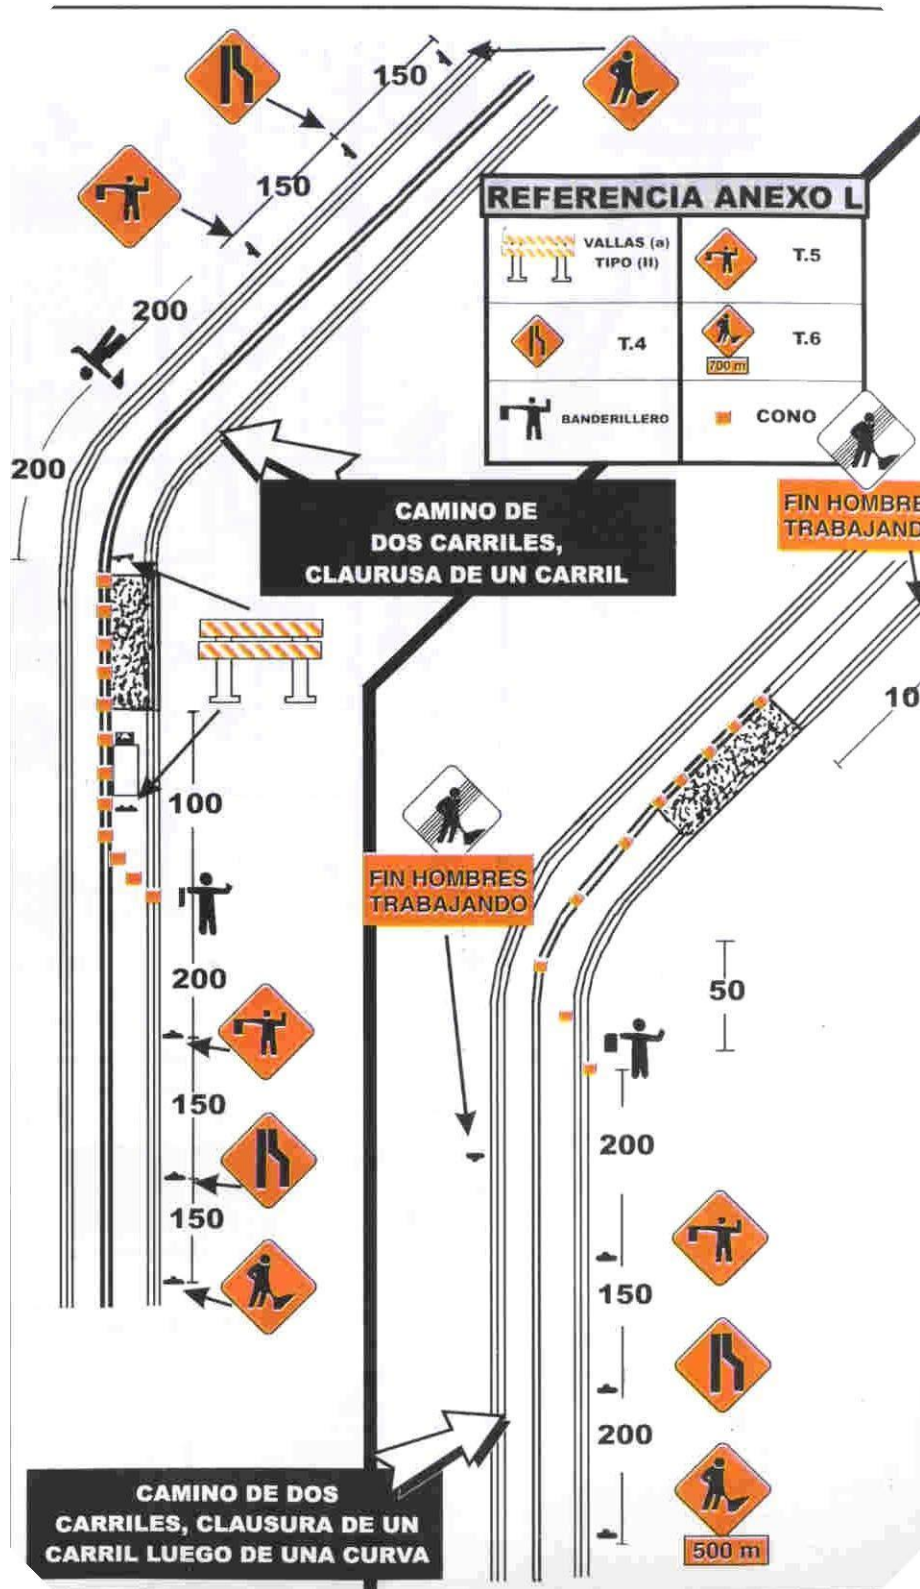 150
150
200
200
REFERENCIA ANEXO L
VALLAS (a)
TIPO (II)
T.5
T.4
T.6
700 m
BANDERILLERO
CONO
CAMINO DE
DOS CARRILES,
CLAURUSA DE UN CARRIL
FIN HOMBRE
TRABAJAND
10
100
200
150
150
FIN HOMBRES
TRABAJANDO
50
200
150
200
500 m
CAMINO DE DOS
CARRILES, CLAUSURA DE UN
CARRIL LUEGO DE UNA CURVA